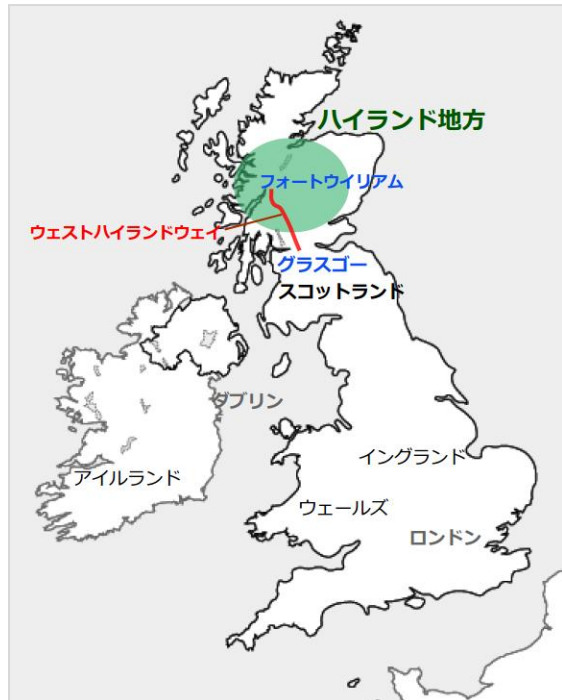 ハイランド地方
フォートウイリアム
ウェストハイランドウェイ
グラスゴー
スコットランド
ダブリン
イングランド
アイルランド
ウェールズ
ロンドン